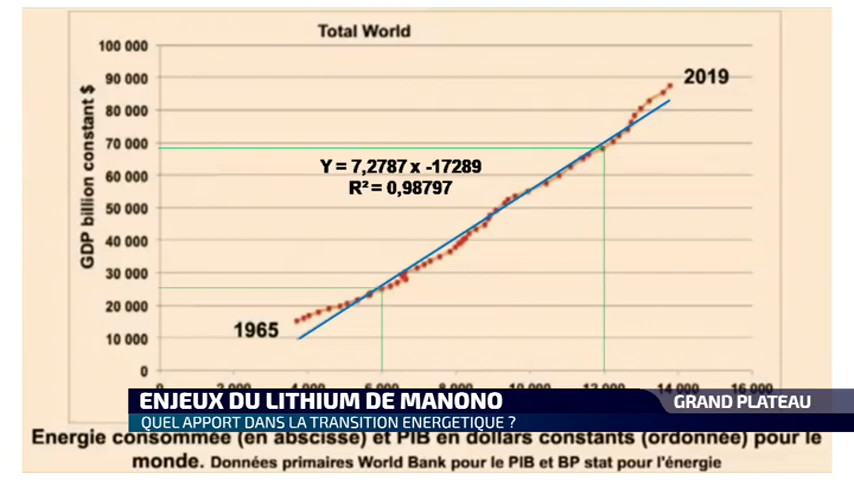 Total World
100 000
90 000
80 000
70 000
60 000
50 000
40 000
30 000
20 000
10 000
0
GDP billion constant $
2019
Y = 7,2787 x -17289
R² = 0,98797
1965
0 2 000 4 000 6 000 8 000 10 000 12 000 14 000 16 000
ENJEUX DU LITHIUM DE MANONO
GRAND PLATEAU
QUEL APPORT DANS LA TRANSITION ENERGETIQUE ?
Energie consommée (en abscisse) et PIB en dollars constants (ordonnée) pour le
monde. Données primaires World Bank pour le PIB et BP stat pour l'énergie